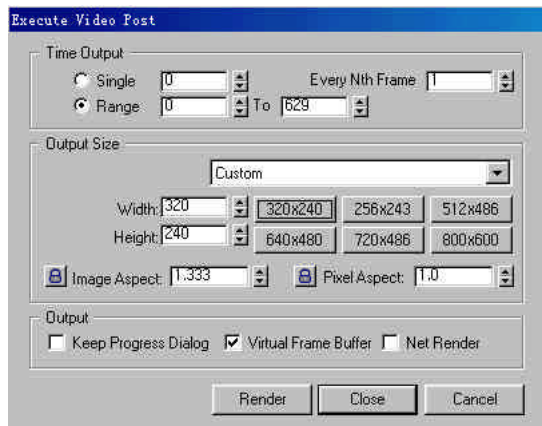 Execute Video Post
Time Output
Single 0 Every Nth Frame 1
Range 0 To 629
Output Size
Custom
Width: 320 320x240 256x243 512x486
Height: 240 640x480 720x486 800x600
Image Aspect: 1.333 Pixel Aspect: 1.0
Output
Keep Progress Dialog Virtual Frame Buffer Net Render
Render Close Cancel